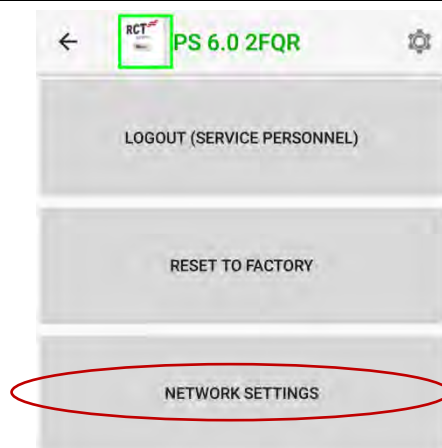 RCT
PS 6.0 2FQR
LOGOUT (SERVICE PERSONNEL)
RESET TO FACTORY
NETWORK SETTINGS